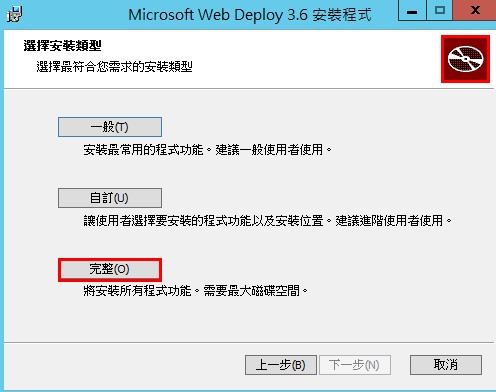 Microsoft Web Deploy 3.6 安裝程式
選擇安裝類型
選擇最符合您需求的安裝類型
一般(T)
安裝最常用的程式功能。建議一般使用者使用。
自訂(U)
讓使用者選擇要安裝的程式功能以及安裝位置。建議進階使用者使用。
完整(O)
將安裝所有程式功能。需要最大磁碟空間。
上一步(B) 下一步(N) 取消